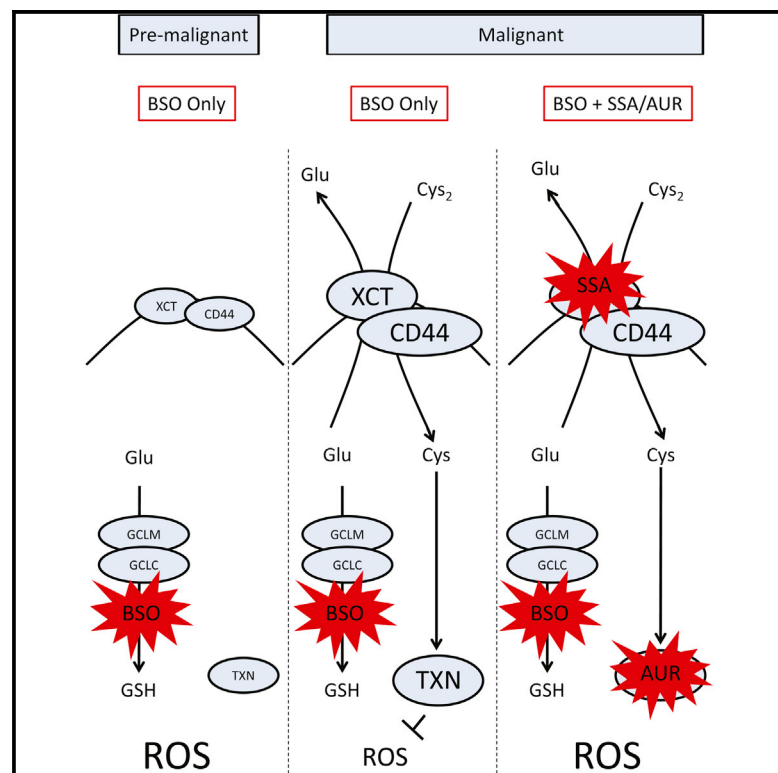 Pre-malignant
Malignant
BSO Only
BSO Only
BSO + SSA/AUR
XCT
CD44
Glu
GCLM
GCLC
BSO
GSH
TXN
ROS
Glu
Cys₂
XCT
CD44
Glu
Cys
GCLM
GCLC
BSO
GSH
TXN
ROS
Glu
Cys₂
SSA
CD44
Glu
Cys
GCLM
GCLC
BSO
GSH
AUR
ROS